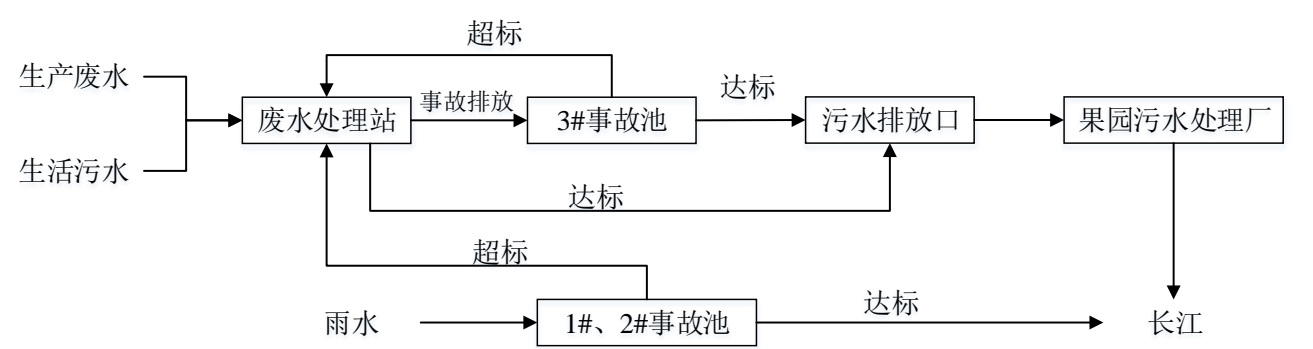 超标
生产废水
事故排放
达标
废水处理站
3#事故池
污水排放口
果园污水处理厂
生活污水
达标
超标
达标
雨水
1#、2#事故池
长江